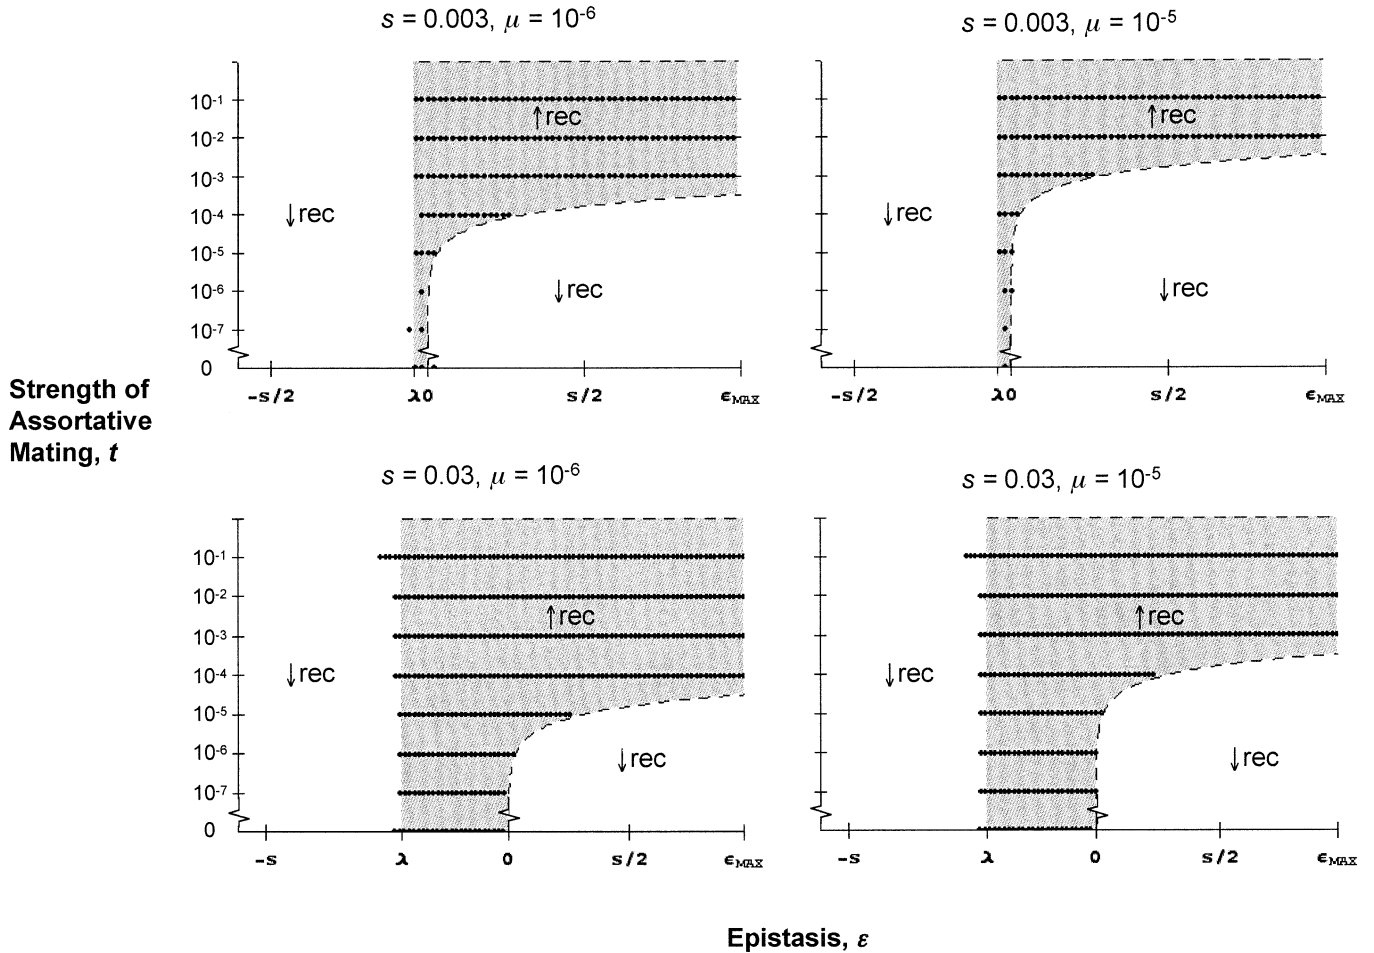 s = 0.003, μ = 10⁻⁶
s = 0.003, μ = 10⁻⁵
10⁻¹
10⁻²
10⁻³
10⁻⁴
10⁻⁵
10⁻⁶
10⁻⁷
0
↑rec
↓rec
↓rec
-s/2 λ 0 s/2 ϵMAX
↑rec
↓rec
↓rec
-s/2 λ 0 s/2 ϵMAX
Strength of
Assortative
Mating, t
s = 0.03, μ = 10⁻⁶
s = 0.03, μ = 10⁻⁵
10⁻¹
10⁻²
10⁻³
10⁻⁴
10⁻⁵
10⁻⁶
10⁻⁷
0
↑rec
↓rec
↓rec
-s λ 0 s/2 ϵMAX
↑rec
↓rec
↓rec
-s λ 0 s/2 ϵMAX
Epistasis, ε